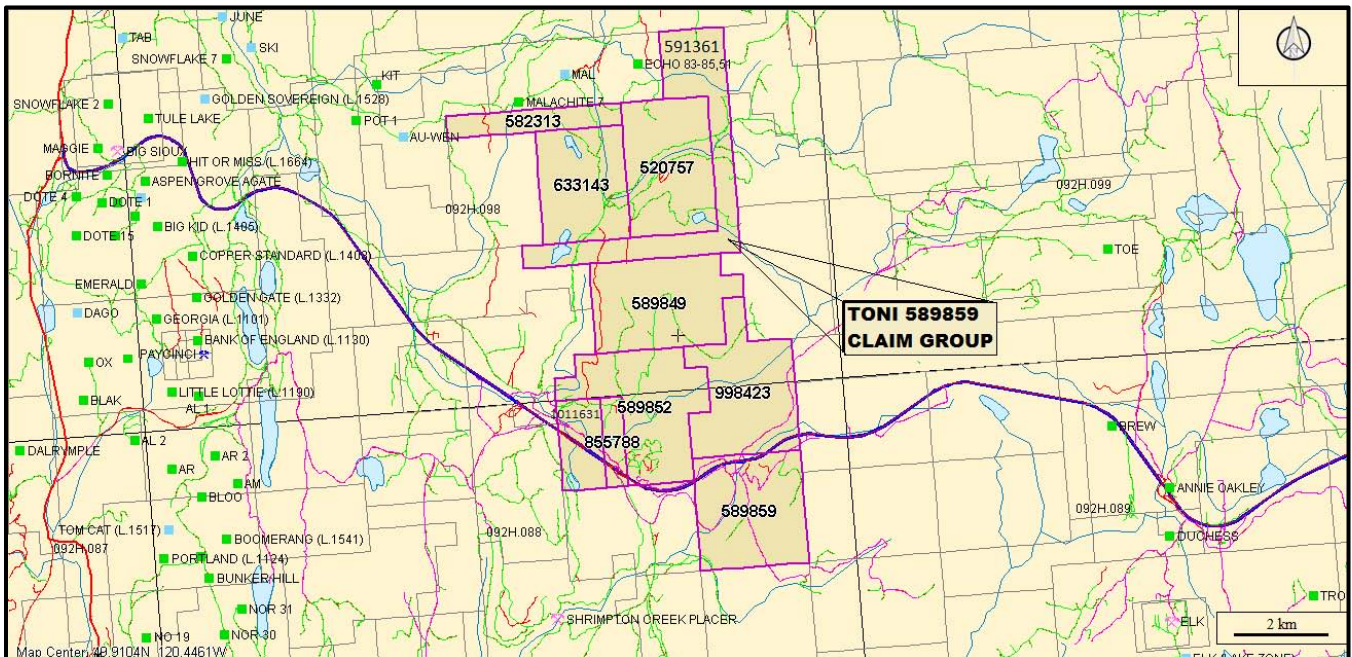 JUNE
TAB
SKI
591361
SNOWFLAKE 7
ECHO 83-85,51
KIT
MAL
SNOWFLAKE 2
GOLDEN SOVEREIGN (L.1528)
MALACHITE 7
TULE LAKE
POT 1
582313
AU-WEN
MAGGIE
BIG SIOUX
HIT OR MISS (L.1664)
520757
BORNITE
ASPEN GROVE AGATE
633143
092H.099
DOTE 4
DOTE 1
092H.098
BIG KID (L.1485)
DOTE 15
COPPER STANDARD (L.1403)
TOE
EMERALD
GOLDEN GATE (L.1332)
589849
DAGO
GEORGIA (L.1101)
TONI 589859
CLAIM GROUP
BANK OF ENGLAND (L.1130)
OX
PAYCINCI
LITTLE LOTTIE (L.1190)
998423
BLAK
AL 1
589852
1011631
BREW
AL 2
855788
DALRYMPLE
AR 2
AR
AM
ANNIE OAKLEY
BLOO
589859
092H.089
TOM CAT (L.1517)
092H.088
DUCHESS
BOOMERANG (L.1541)
092H.087
PORTLAND (L.1124)
BUNKER HILL
TRO
NOR 31
SHRIMPTON CREEK PLACER
ELK
2 km
NO 19
NOR 30
Map Center: 49.9104N 120.4461W